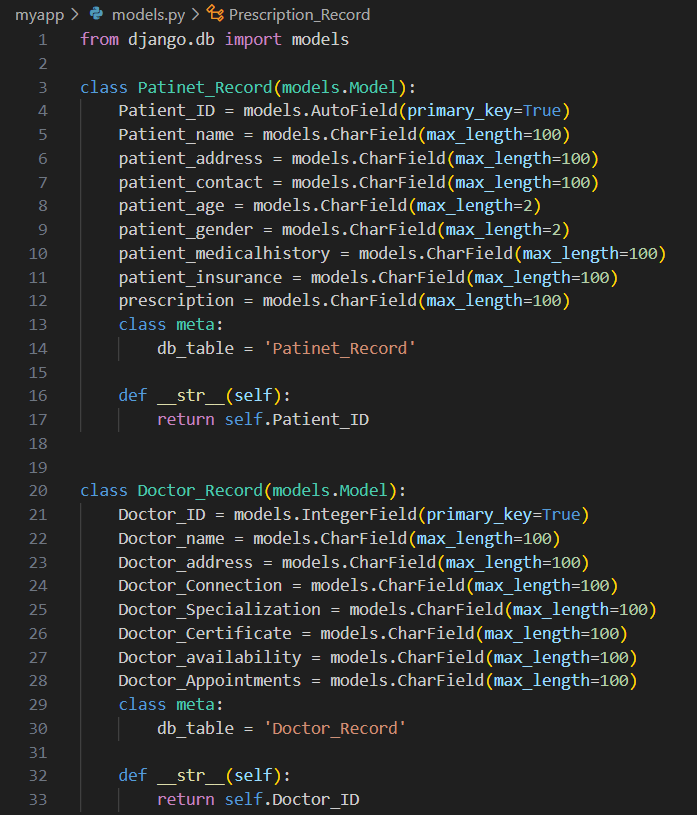 myapp > models.py > Prescription_Record
1 from django.db import models
2
3 class Patinet_Record(models.Model):
4     Patient_ID = models.AutoField(primary_key=True)
5     Patient_name = models.CharField(max_length=100)
6     patient_address = models.CharField(max_length=100)
7     patient_contact = models.CharField(max_length=100)
8     patient_age = models.CharField(max_length=2)
9     patient_gender = models.CharField(max_length=2)
10     patient_medicalhistory = models.CharField(max_length=100)
11     patient_insurance = models.CharField(max_length=100)
12     prescription = models.CharField(max_length=100)
13     class meta:
14         db_table = 'Patinet_Record'
15
16     def __str__(self):
17         return self.Patient_ID
18
19
20 class Doctor_Record(models.Model):
21     Doctor_ID = models.IntegerField(primary_key=True)
22     Doctor_name = models.CharField(max_length=100)
23     Doctor_address = models.CharField(max_length=100)
24     Doctor_Connection = models.CharField(max_length=100)
25     Doctor_Specialization = models.CharField(max_length=100)
26     Doctor_Certificate = models.CharField(max_length=100)
27     Doctor_availability = models.CharField(max_length=100)
28     Doctor_Appointments = models.CharField(max_length=100)
29     class meta:
30         db_table = 'Doctor_Record'
31
32     def __str__(self):
33         return self.Doctor_ID